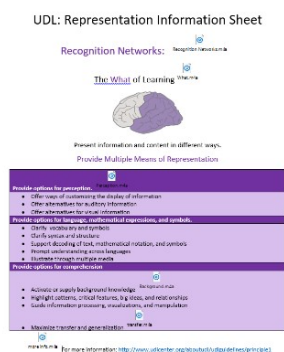 UDL: Representation Information Sheet
Recognition Networks: Recognition Networks.m4a
The What of Learning What.m4a
Present information and content in different ways.
Provide Multiple Means of Representation
Provide options for perception.
Offer ways of customizing the display of information
Offer alternatives for auditory information
Offer alternatives for visual information
Provide options for language, mathematical expressions, and symbols.
Clarify vocabulary and symbols
Clarify syntax and structure
Support decoding of text, mathematical notation, and symbols
Promote understanding across languages
Illustrate through multiple media
Provide options for comprehension
Activate or supply background knowledge Background.m4a
Highlight patterns, critical features, big ideas, and relationships
Guide information processing, visualizations, and manipulation
Maximize transfer and generalization transfer.m4a
more info.m4a For more information: http://www.udlcenter.org/aboutudl/udlguidelines/principle1